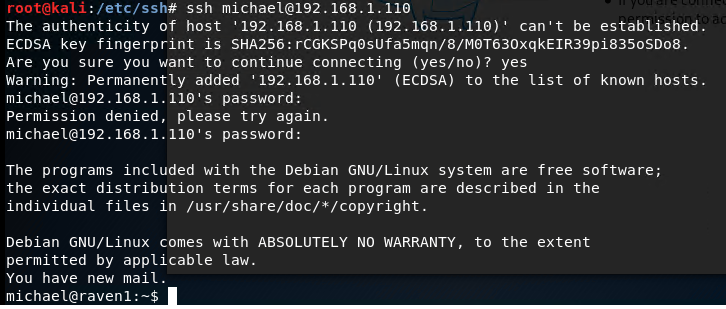 if you are conne
root@kali:/etc/ssh# ssh michael@192.168.1.110
permission to ac
The authenticity of host '192.168.1.110 (192.168.1.110)' can't be established.
ECDSA key fingerprint is SHA256:rCGKSPq0sUfa5mqn/8/M0T63OxqkEIR39pi835oSDo8.
Are you sure you want to continue connecting (yes/no)? yes
Warning: Permanently added '192.168.1.110' (ECDSA) to the list of known hosts.
michael@192.168.1.110's password:
Permission denied, please try again.
michael@192.168.1.110's password:
The programs included with the Debian GNU/Linux system are free software;
the exact distribution terms for each program are described in the
individual files in /usr/share/doc/*/copyright.
Debian GNU/Linux comes with ABSOLUTELY NO WARRANTY, to the extent
permitted by applicable law.
You have new mail.
michael@raven1:~$